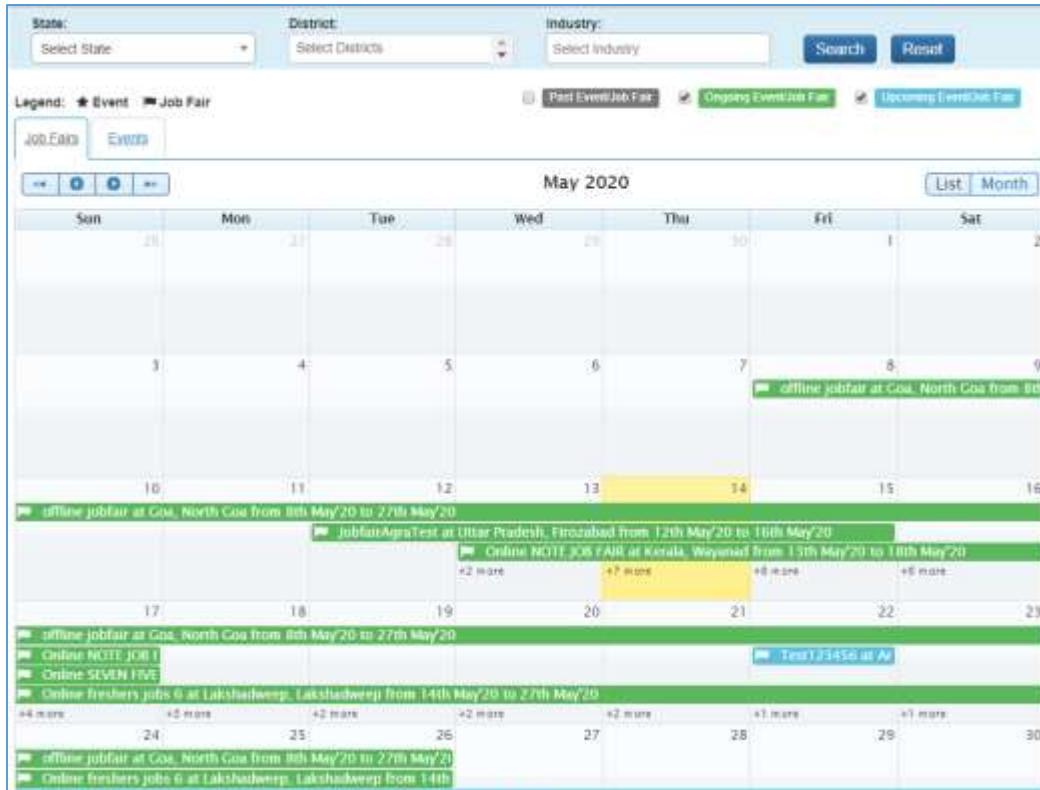 State: District: Industry:
Select State Select Districts Select Industry Search Reset
Legend: Event Job Fair Past Event/Job Fair Ongoing Event/Job Fair Upcoming Event/Job Fair
Job Fairs Events
May 2020 List Month
Sun Mon Tue Wed Thu Fri Sat
26 27 28 29 30 1 2
3 4 5 6 7 8 9
offline jobfair at Goa, North Goa from 8th
10 11 12 13 14 15 16
offline jobfair at Goa, North Goa from 8th May'20 to 27th May'20
JobfairAgraTest at Uttar Pradesh, Firozabad from 12th May'20 to 16th May'20
Online NOTE JOB FAIR at Kerala, Wayanad from 13th May'20 to 18th May'20
+2 more +7 more +8 more
17 18 19 20 21 22 23
offline jobfair at Goa, North Goa from 8th May'20 to 27th May'20
Online NOTE JOB F Test123456 at
Online SEVEN FIVE
Online freshers jobs 6 at Lakshadweep, Lakshadweep from 14th May'20 to 27th May'20
+4 more +3 more +2 more +2 more +2 more +1 more +1 more
24 25 26 27 28 29 30
offline jobfair at Goa, North Goa from 8th May'20 to 27th May'20
Online freshers jobs 6 at Lakshadweep, Lakshadweep from 14th